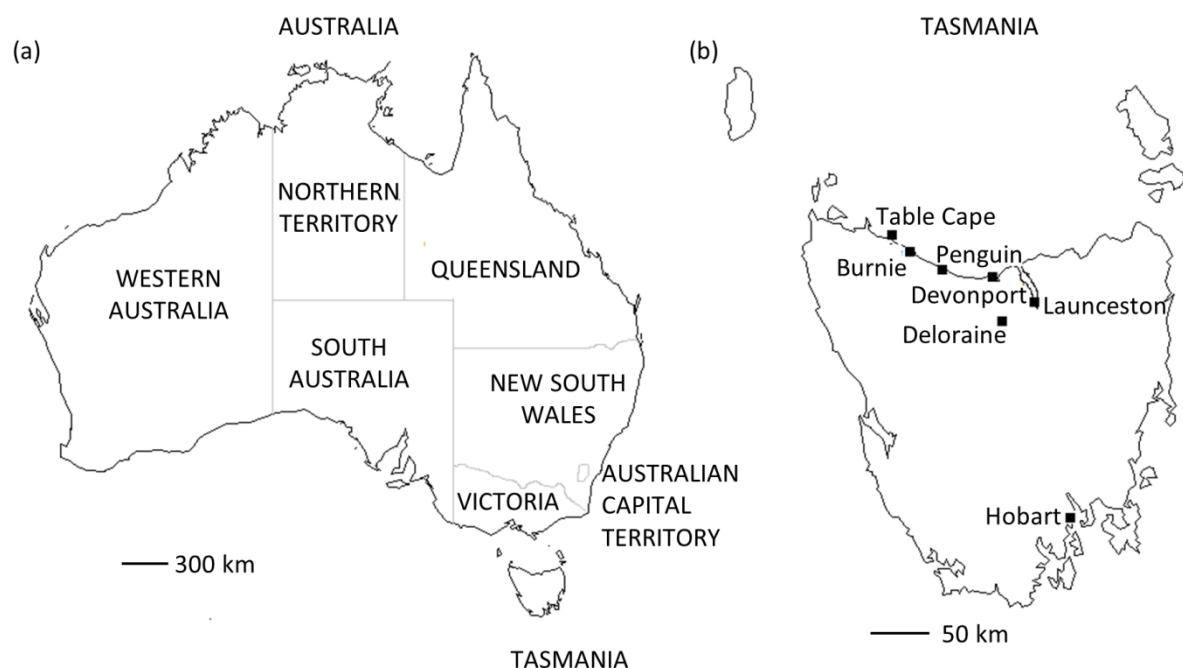 AUSTRALIA
(a)
NORTHERN
TERRITORY
WESTERN
AUSTRALIA
QUEENSLAND
SOUTH
AUSTRALIA
NEW SOUTH
WALES
VICTORIA
AUSTRALIAN
CAPITAL
TERRITORY
300 km
TASMANIA
TASMANIA
(b)
Table Cape
Burnie
Penguin
Devonport
Launceston
Deloraine
Hobart
50 km